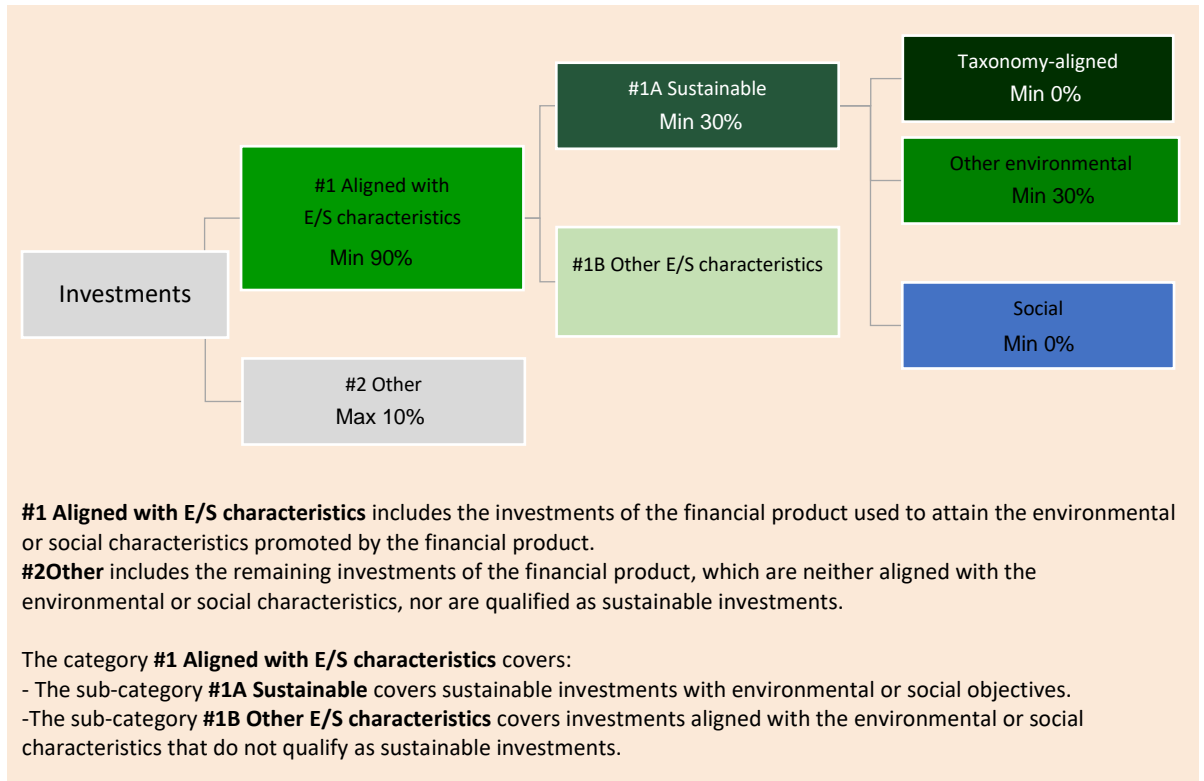 Investments
#1 Aligned with
E/S characteristics
Min 90%
#2 Other
Max 10%
#1A Sustainable
Min 30%
#1B Other E/S characteristics
Taxonomy-aligned
Min 0%
Other environmental
Min 30%
Social
Min 0%
#1 Aligned with E/S characteristics includes the investments of the financial product used to attain the environmental
or social characteristics promoted by the financial product.
#2Other includes the remaining investments of the financial product, which are neither aligned with the
environmental or social characteristics, nor are qualified as sustainable investments.
The category #1 Aligned with E/S characteristics covers:
- The sub-category #1A Sustainable covers sustainable investments with environmental or social objectives.
-The sub-category #1B Other E/S characteristics covers investments aligned with the environmental or social
characteristics that do not qualify as sustainable investments.